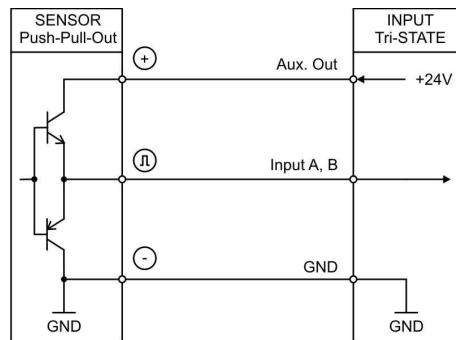 SENSOR
Push-Pull-Out
INPUT
Tri-STATE
+
Aux. Out
+24V
Input A, B
-
GND
GND
GND